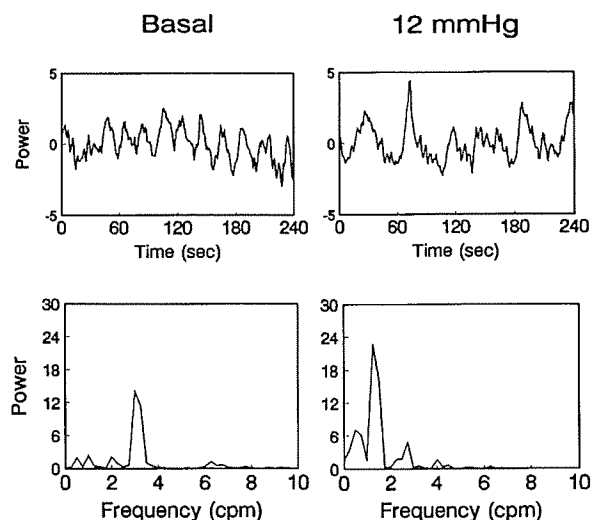 Basal 12 mmHg
5 5
Power 0 0
-5 -5
0 60 120 180 240 0 60 120 180 240
Time (sec) Time (sec)
30 30
24 24
18 18
Power 12 12
6 6
0 0
0 2 4 6 8 10 0 2 4 6 8 10
Frequency (cpm) Frequency (cpm)